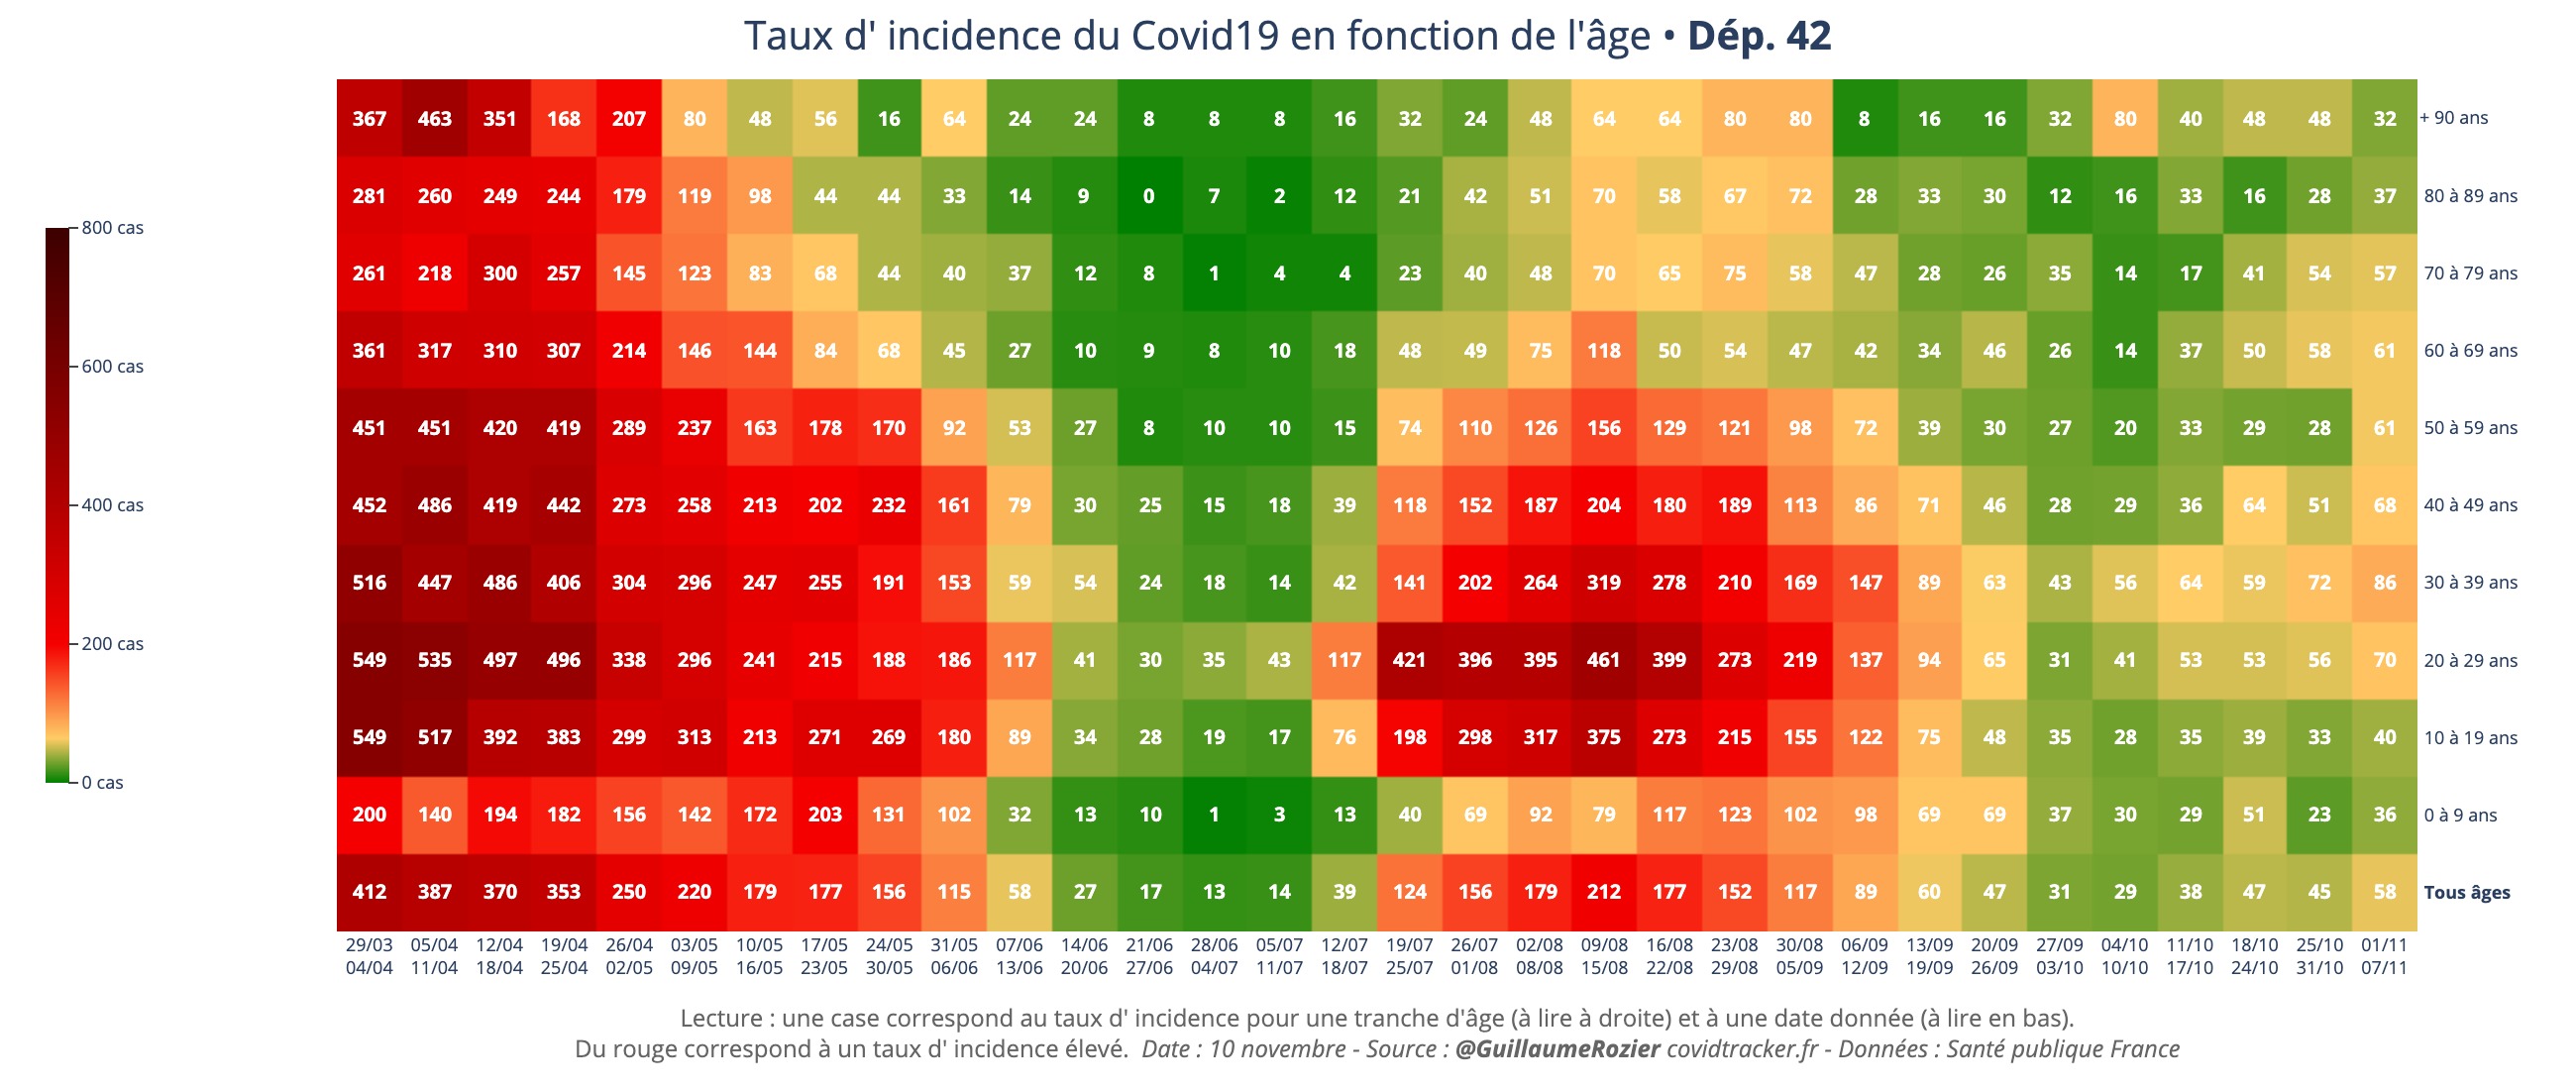 Taux d' incidence du Covid19 en fonction de l'âge • Dép. 42
367 463 351 168 207 80 48 56 16 64 24 24 8 8 8 16 32 24 48 64 64 80 80 8 16 16 32 80 40 48 48 32 + 90 ans
281 260 249 244 179 119 98 44 44 33 14 9 0 7 2 12 21 42 51 70 58 67 72 28 33 30 12 16 33 16 28 37 80 à 89 ans
800 cas
261 218 300 257 145 123 83 68 44 40 37 12 8 1 4 4 23 40 48 70 65 75 58 47 28 26 35 14 17 41 54 57 70 à 79 ans
361 317 310 307 214 146 144 84 68 45 27 10 9 8 10 18 48 49 75 118 50 54 47 42 34 46 26 14 37 50 58 61 60 à 69 ans
600 cas
451 451 420 419 289 237 163 178 170 92 53 27 8 10 10 15 74 110 126 156 129 121 98 72 39 30 27 20 33 29 28 61 50 à 59 ans
400 cas
452 486 419 442 273 258 213 202 232 161 79 30 25 15 18 39 118 152 187 204 180 189 113 86 71 46 28 29 36 64 51 68 40 à 49 ans
516 447 486 406 304 296 247 255 191 153 59 54 24 18 14 42 141 202 264 319 278 210 169 147 89 63 43 56 64 59 72 86 30 à 39 ans
200 cas
549 535 497 496 338 296 241 215 188 186 117 41 30 35 43 117 421 396 395 461 399 273 219 137 94 65 31 41 53 53 56 70 20 à 29 ans
549 517 392 383 299 313 213 271 269 180 89 34 28 19 17 76 198 298 317 375 273 215 155 122 75 48 35 28 35 39 33 40 10 à 19 ans
0 cas
200 140 194 182 156 142 172 203 131 102 32 13 10 1 3 13 40 69 92 79 117 123 102 98 69 69 37 30 29 51 23 36 0 à 9 ans
412 387 370 353 250 220 179 177 156 115 58 27 17 13 14 39 124 156 179 212 177 152 117 89 60 47 31 29 38 47 45 58 Tous âges
29/03 05/04 12/04 19/04 26/04 03/05 10/05 17/05 24/05 31/05 07/06 14/06 21/06 28/06 05/07 12/07 19/07 26/07 02/08 09/08 16/08 23/08 30/08 06/09 13/09 20/09 27/09 04/10 11/10 18/10 25/10 01/11
04/04 11/04 18/04 25/04 02/05 09/05 16/05 23/05 30/05 06/06 13/06 20/06 27/06 04/07 11/07 18/07 25/07 01/08 08/08 15/08 22/08 29/08 05/09 12/09 19/09 26/09 03/10 10/10 17/10 24/10 31/10 07/11
Lecture : une case correspond au taux d' incidence pour une tranche d'âge (à lire à droite) et à une date donnée (à lire en bas).
Du rouge correspond à un taux d' incidence élevé. Date : 10 novembre - Source : @GuillaumeRozier covidtracker.fr - Données : Santé publique France